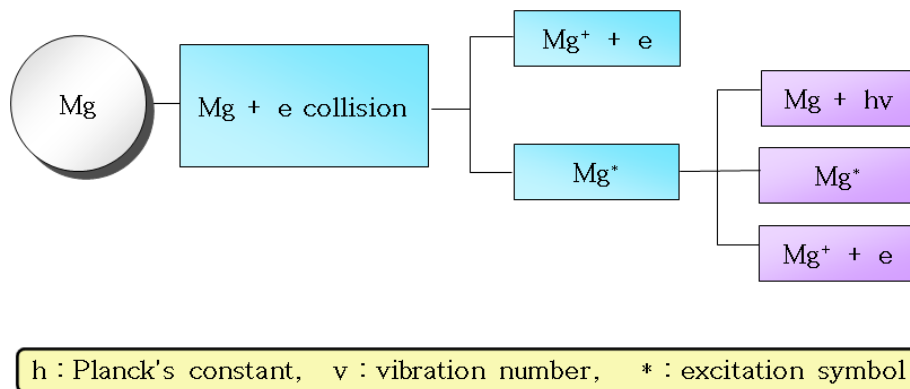 Mg
Mg + e collision
Mg⁺ + e
Mg*
Mg + hv
Mg*
Mg⁺ + e
h : Planck's constant, v : vibration number, * : excitation symbol